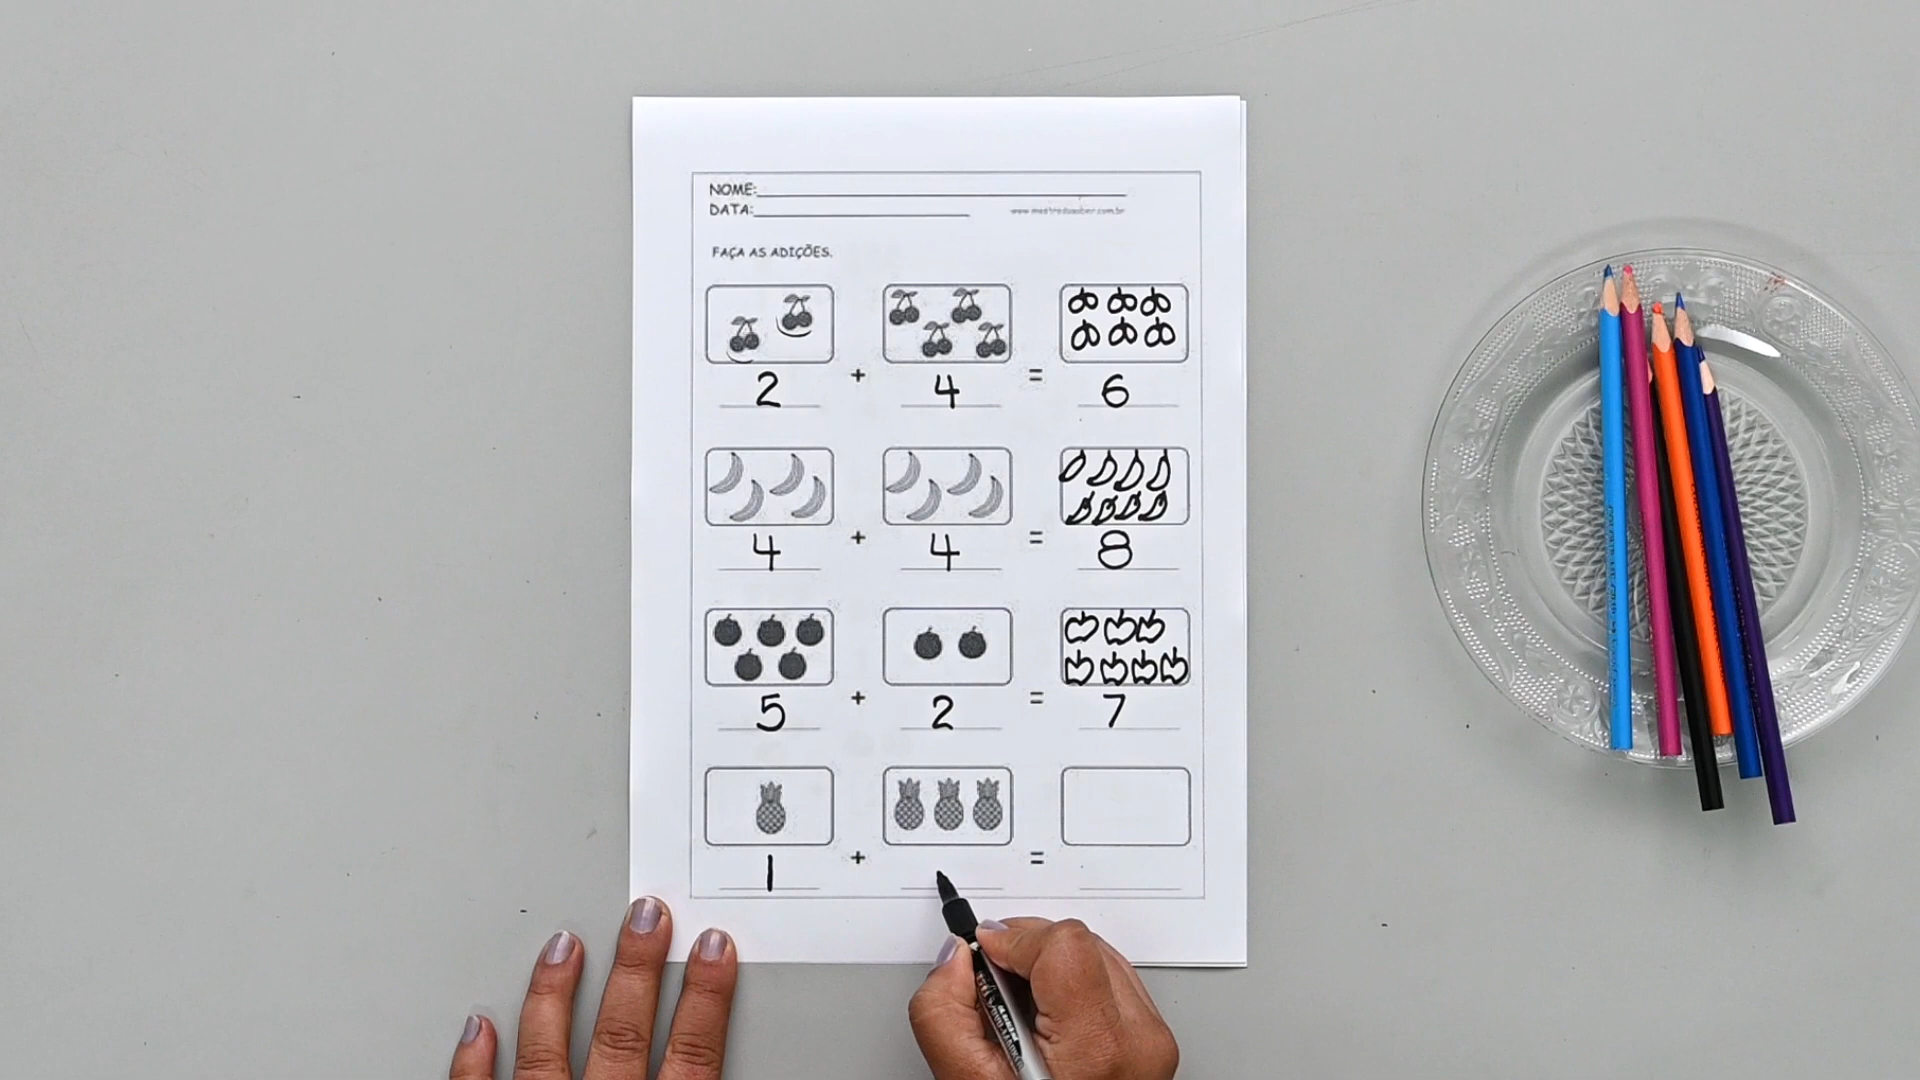 NOME:
DATA: www.mestredosaber.com.br
FAÇA AS ADIÇÕES.
2 + 4 = 6
4 + 4 = 8
5 + 2 = 7
1 + =